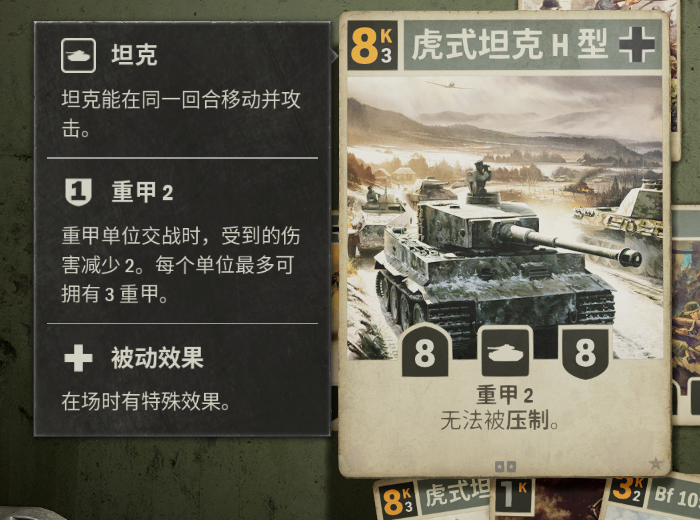 坦克
坦克能在同一回合移动并攻
击。
1
重甲 2
重甲单位交战时，受到的伤
害减少 2。每个单位最多可
拥有 3 重甲。
被动效果
在场时有特殊效果。
8K
3
虎式坦克 H 型
8
8
重甲 2
无法被压制。
8K
3
虎式坦
1K
3K
2
Bf 10